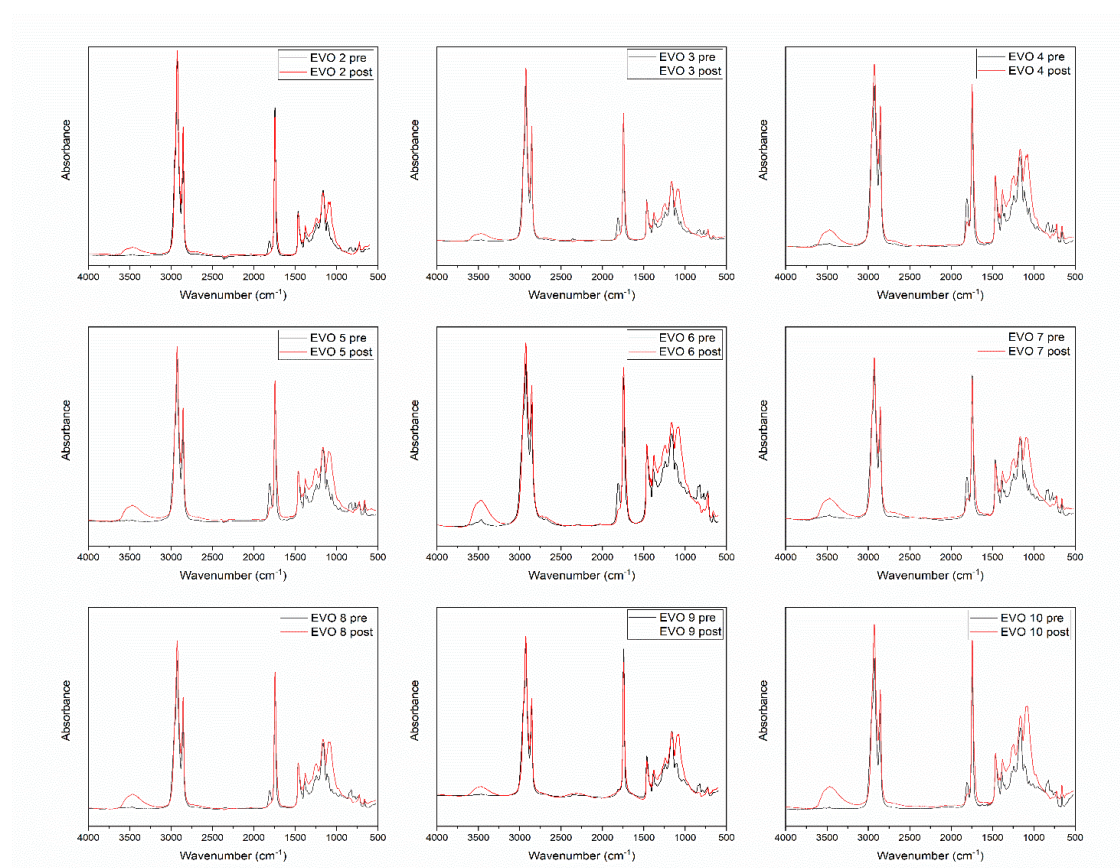 EVO 2 pre
EVO 2 post
Absorbance
4000 3500 3000 2500 2000 1500 1000 500
Wavenumber (cm⁻¹)
EVO 3 pre
EVO 3 post
Absorbance
4000 3500 3000 2500 2000 1500 1000 500
Wavenumber (cm⁻¹)
EVO 4 pre
EVO 4 post
Absorbance
4000 3500 3000 2500 2000 1500 1000 500
Wavenumber (cm⁻¹)
EVO 5 pre
EVO 5 post
Absorbance
4000 3500 3000 2500 2000 1500 1000 500
Wavenumber (cm⁻¹)
EVO 6 pre
EVO 6 post
Absorbance
4000 3500 3000 2500 2000 1500 1000 500
Wavenumber (cm⁻¹)
EVO 7 pre
EVO 7 post
Absorbance
4000 3500 3000 2500 2000 1500 1000 500
Wavenumber (cm⁻¹)
EVO 8 pre
EVO 8 post
Absorbance
4000 3500 3000 2500 2000 1500 1000 500
Wavenumber (cm⁻¹)
EVO 9 pre
EVO 9 post
Absorbance
4000 3500 3000 2500 2000 1500 1000 500
Wavenumber (cm⁻¹)
EVO 10 pre
EVO 10 post
Absorbance
4000 3500 3000 2500 2000 1500 1000 500
Wavenumber (cm⁻¹)